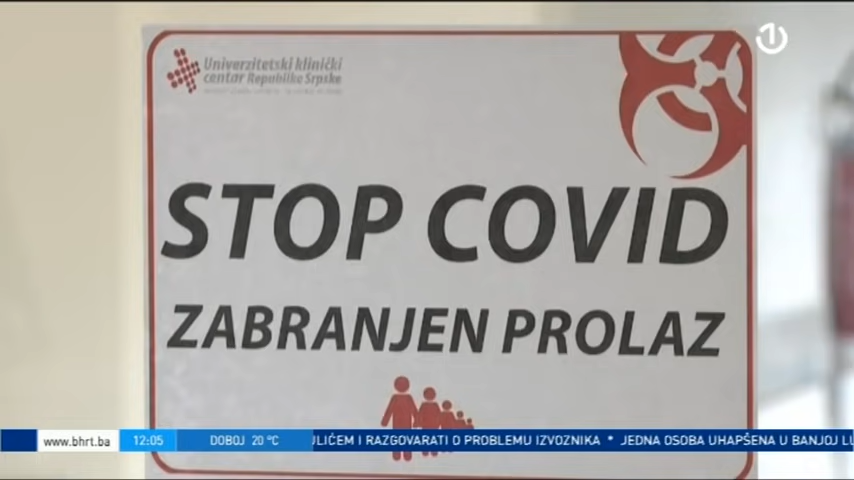 Univerzitetski klinički
centar Republike Srpske
STOP COVID
ZABRANJEN PROLAZ
www.bhrt.ba 12:05 DOBOJ 20 °C ULIĆEM I RAZGOVARATI O PROBLEMU IZVOZNIKA * JEDNA OSOBA UHAPŠENA U BANJOJ LU